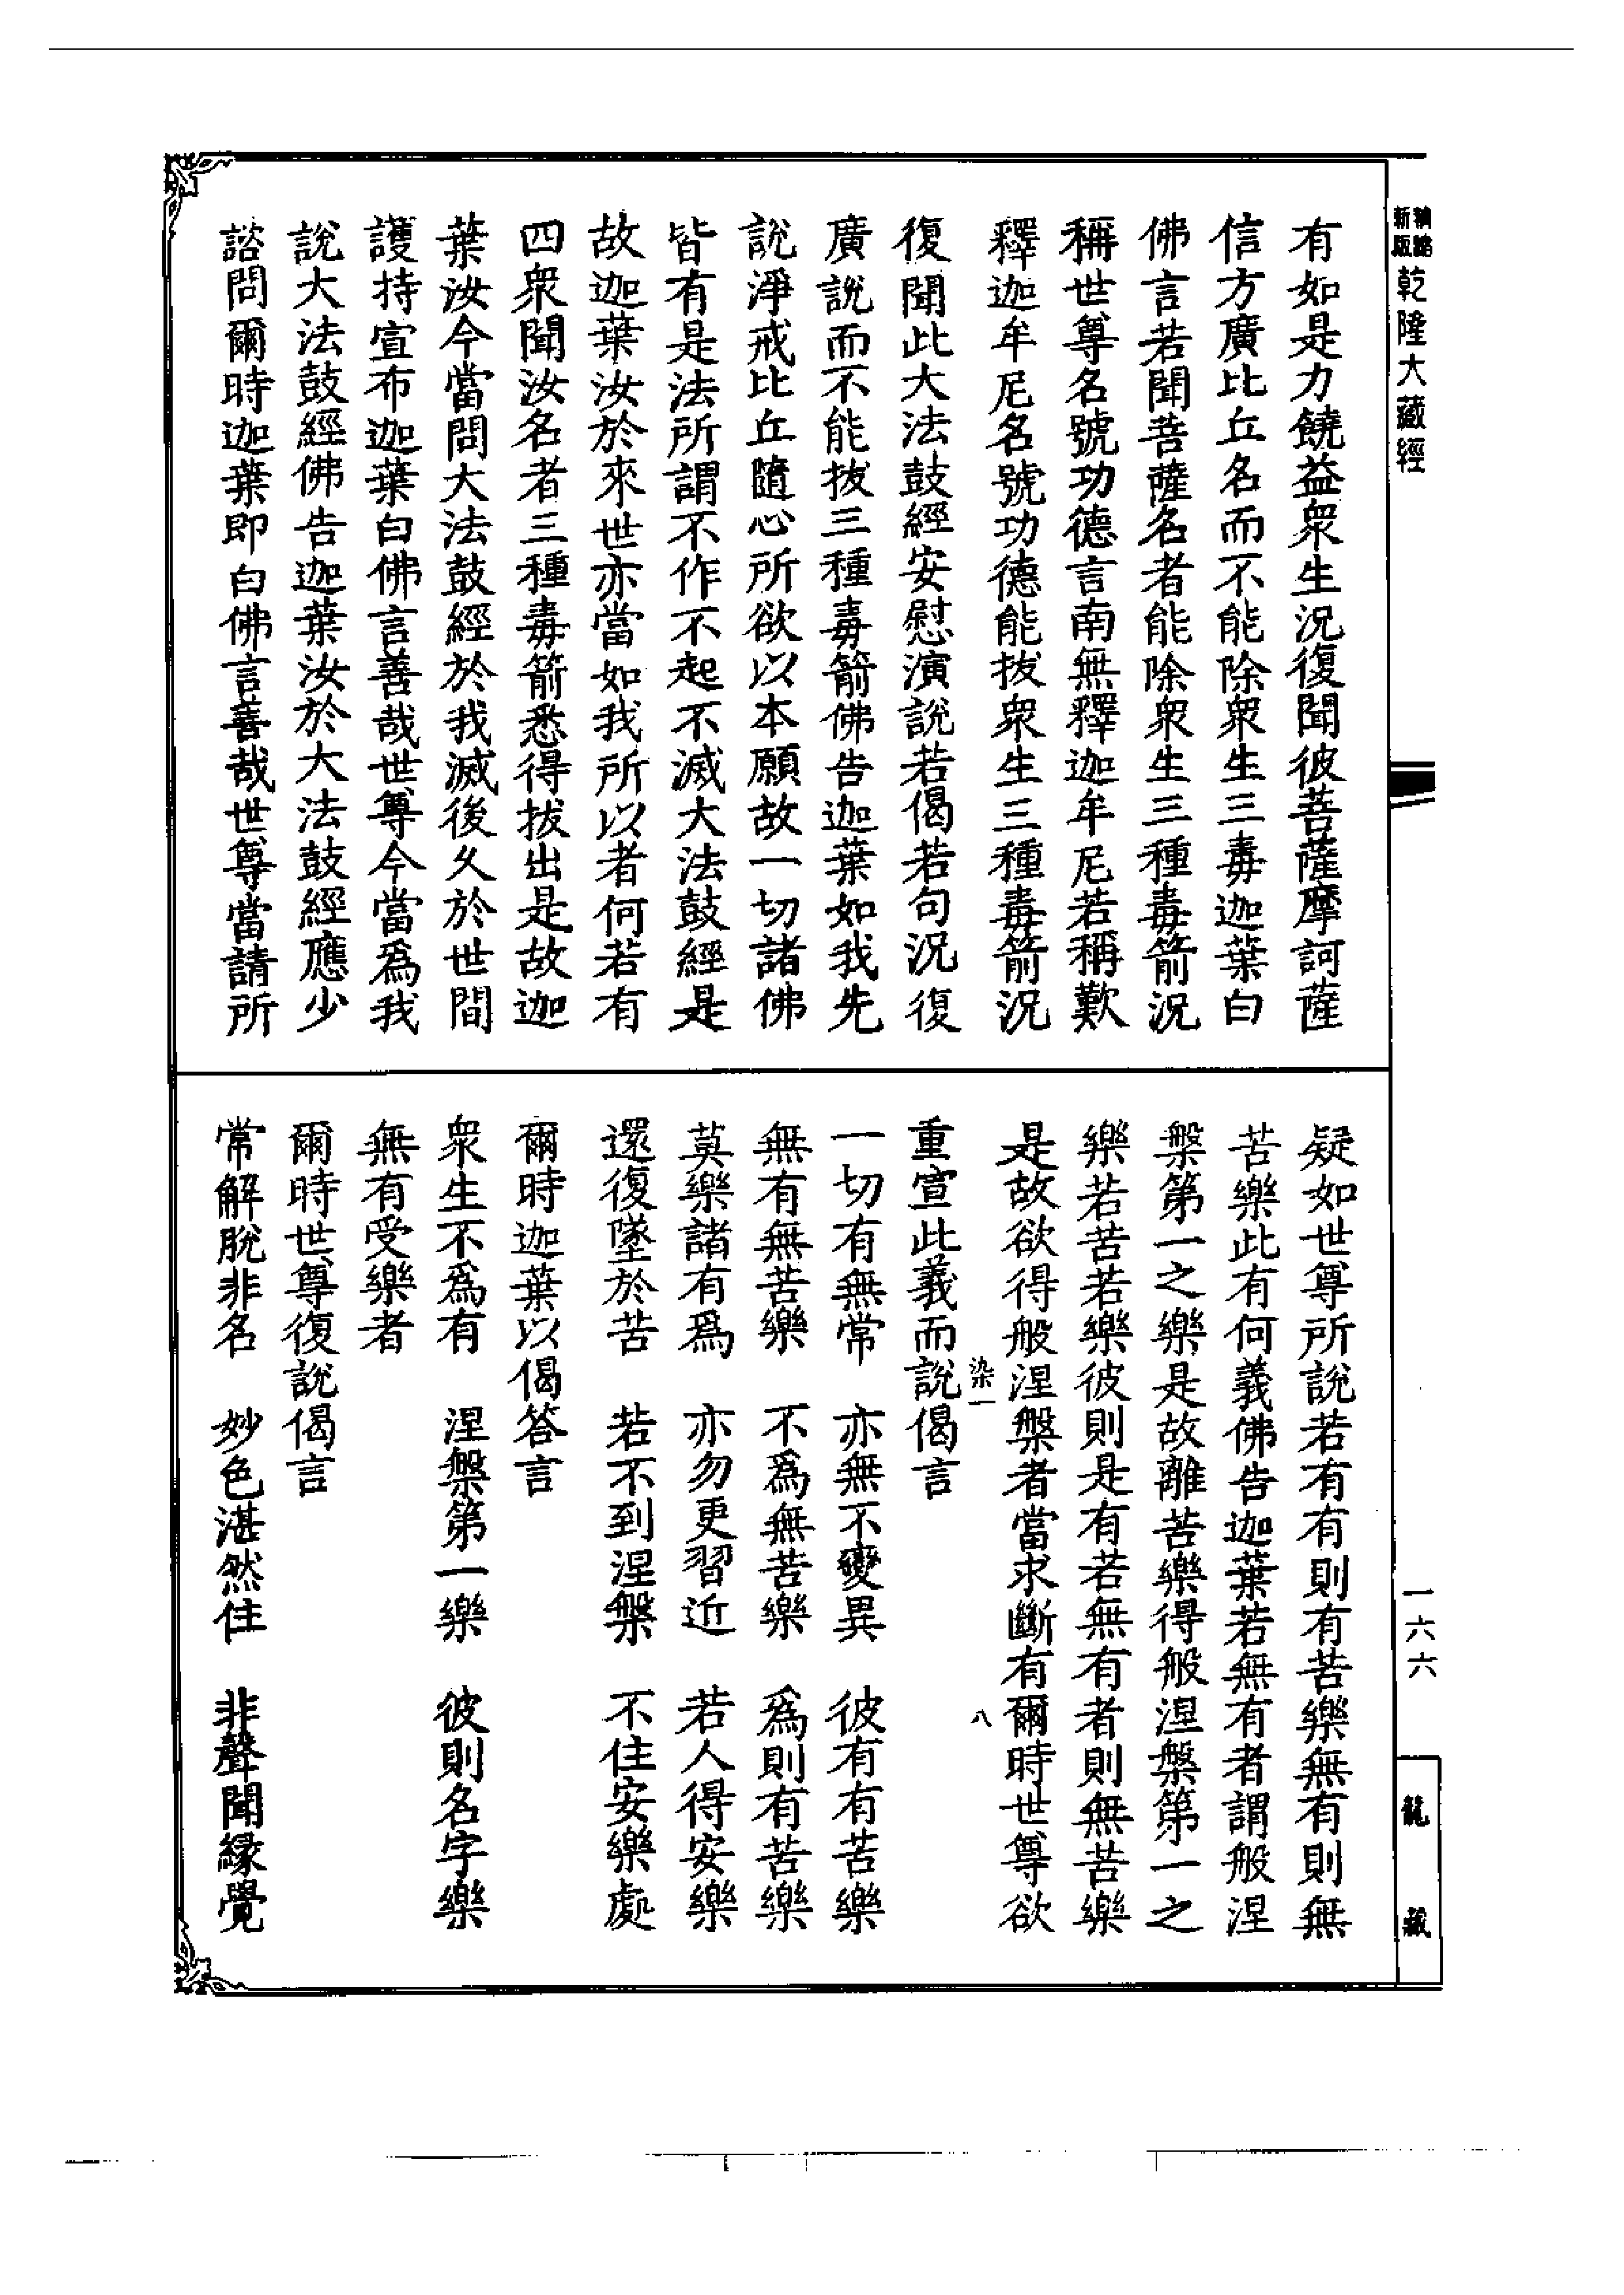 新版
乾隆大藏經
一六六
龍藏
有如是力饒益衆生況復聞彼菩薩摩訶薩
信方廣比丘名而不能除衆生三毒迦葉白
佛言若聞菩薩名者能除衆生三種毒箭況
稱世尊名號功德言南無釋迦牟尼若稱歎
釋迦牟尼名號功德能拔衆生三種毒箭況
復聞此大法鼓經安慰演說若偈若句況復
廣說而不能拔三種毒箭佛告迦葉如我先
說淨戒比丘隨心所欲以本願故一切諸佛
皆有是法所謂不作不起不滅大法鼓經是
故迦葉汝於來世亦當如我所以者何若有
四衆聞汝名者三種毒箭悉得拔出是故迦
葉汝今當問大法鼓經於我滅後久於世間
護持宣布迦葉白佛言善哉世尊今當爲我
說大法鼓經佛告迦葉汝於大法鼓經應少
諮問爾時迦葉即白佛言善哉世尊當請所
疑如世尊所說若有有則有苦樂無有則無
苦樂此有何義佛告迦葉若無有者謂般涅
槃第一之樂是故離苦樂得般涅槃第一之
樂若苦若樂彼則是有若無有者則無苦樂
是故欲得般涅槃者當求斷有爾時世尊欲
染一　八
重宣此義而說偈言
一切有無常　亦無不變異　彼有有苦樂
無有無苦樂　不爲無苦樂　爲則有苦樂
莫樂諸有爲　亦勿更習近　若人得安樂
還復墜於苦　若不到涅槃　不住安樂處
爾時迦葉以偈答言
衆生不爲有　涅槃第一樂　彼則名字樂
無有受樂者
爾時世尊復說偈言
常解脫非名　妙色湛然住　非聲聞緣覺